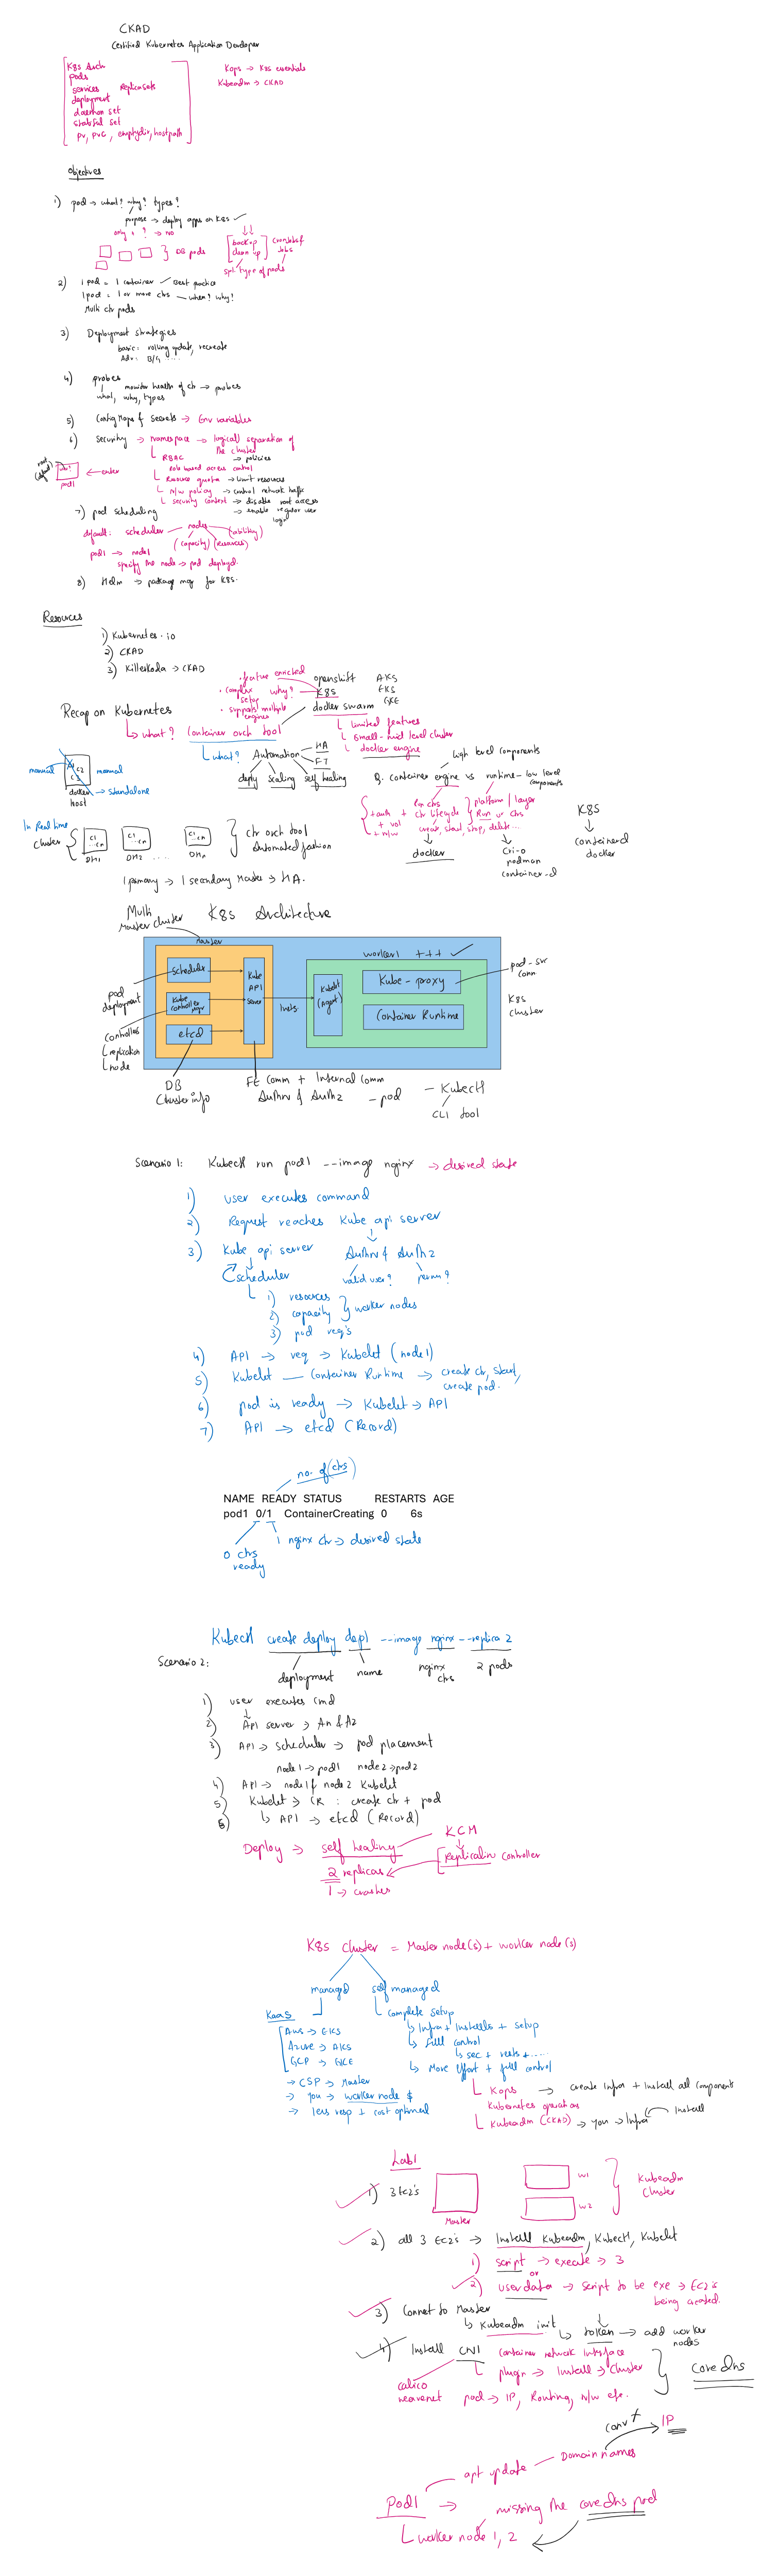 CKAD
Certified Kubernetes Application Developer
K8s Arch
pods
services Replicasets
deployment
daemon set
stateful set
pv, pvc, emptydir, hostpath
Kops → K8s essentials
Kubeadm → CKAD
Objectives
1) pod → what? why? types?
purpose → deploy apps on K8s
only 1 ? → NO
DB pods
backup
clean up
CronJobs &
Jobs
spl. type of pods
2) 1 pod = 1 container - Best practice
1 pod = 1 or more ctrs - when? why?
Multi ctr pods
3) Deployment strategies
basic: rolling update, recreate
Adv: B/G ....
4) probes
monitor health of ctr → probes
what, why, types
5) Config Maps & secrets → Env variables
6) Security → namespace → logical separation of
the cluster
RBAC → policies
Role based access control
Resource quota → limit resources
n/w policy → control network traffic
security context → disable root access
→ enable regular user
login
root
(default)
pod1
← enter
7) pod scheduling
default: scheduler - nodes (ability)
(capacity) (resources)
pod1 → node1
specify the node → pod deployed.
8) Helm → package mgr for K8s.
Resources
1) Kubernetes.io
2) CKAD
3) Killerkoda → CKAD
Recap on Kubernetes
what? Container orch tool
. feature enriched
. complex
setup
. supports multiple
engines
why?
openshift
K8S
docker swarm
AKS
EKS
GKE
limited features
small-mid level cluster
docker engine
what? Automation
HA
FT
deply scaling self healing
manual
C2
C3
manual
docker
host
→ standalone
Q. container engine vs runtime - low level
components
high level components
ctr lifecycle
create, start, stop, delete...
+ auth +
+ vol
+ n/w
docker
platform / layer
Run ur ctrs
Cri-o
podman
container-d
K8S
containerd
docker
In Real time
Cluster
C1
..cn
DH1
C1
..cn
DH2
....
C1
..cn
DHn
ctr orch tool
Automated fashion
1 primary → 1 secondary Master → HA.
Multi
Master cluster
K8s Architecture
Master
scheduler
Kube
controller
mgr
etcd
Kube
API
server
worker1 +++
Kubelet
(Agent)
Kube - proxy
Container Runtime
pod
deployment
controller
replication
node
DB
Cluster info
FE Comm + Internal comm
AuthN & AuthZ
- pod
- Kubectl
CLI tool
pod - svr
comm
K8s
cluster
Scenario 1: Kubectl run pod1 --image nginx → desired state
1) user executes command
2) Request reaches Kube api server
3) Kube api server AuthN & AuthZ
scheduler valid user? perm?
1) resources
2) capacity
3) pod req's
worker nodes
4) API → req → Kubelet (node1)
5) Kubelet — Container Runtime → create ctr, start,
create pod.
6) pod is ready → Kubelet → API
7) API → etcd (Record)
no. of (ctrs)
NAME READY STATUS RESTARTS AGE
pod1 0/1 ContainerCreating 0 6s
0 ctrs
ready
1 nginx ctr → desired state
Kubectl create deploy dep1 --image nginx --replica 2
Scenario 2:
deployment name nginx
ctrs
2 pods
1) user executes cmd
2) API server → An & Az
3) API → scheduler → pod placement
node1 → pod1 node2 → pod2
4) API → node1 & node2 Kubelet
5) Kubelet → CR : create ctr + pod
6) API → etcd (Record)
Deploy → self healing
2 replicas
1 → crashes
KCM
Replication controller
K8s cluster = Master node(s) + worker node(s)
managed self managed
KaaS
Aws → EKS
Azure → AKS
GCP → GKE
→ CSP → Master
→ you → worker node $
→ less resp + cost optimed
complete setup
Infra + Installs + setup
Full control
More Effort + full control
Kops → create Infra + Install all components
Kubernetes operations
Kubeadm (CKAD) → you → Infra
Install
Lab1
1) 3 Ec2's
Master
W1
W2
Kubeadm
Cluster
2) all 3 Ec2's → Install Kubeadm, Kubectl, Kubelet
1) script → execute → 3
or
2) userdata → script to be exe → Ec2's
being created.
3) Connet to Master
Kubeadm init
token → add worker
nodes
4) Install CNI container network Interface
plugin → Install → Cluster
calico
weavenet
pod → IP, Routing, n/w etc.
Core dns
conv
IP
apt update — Domain names
Pod1 → missing the coredns pod
worker node 1, 2